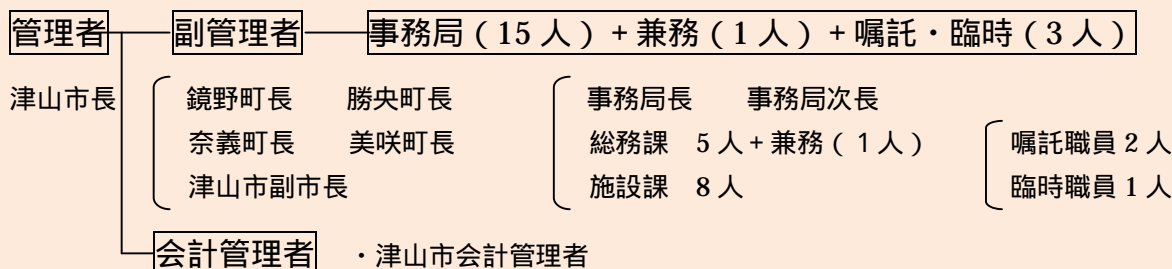 管理者 副管理者 事務局(15人)+兼務(1人)+嘱託・臨時(3人)
津山市長 鏡野町長 勝央町長 事務局長 事務局次長
奈義町長 美咲町長 総務課 5人+兼務(1人) 嘱託職員2人
津山市副市長 施設課 8人 臨時職員1人
会計管理者 ・津山市会計管理者